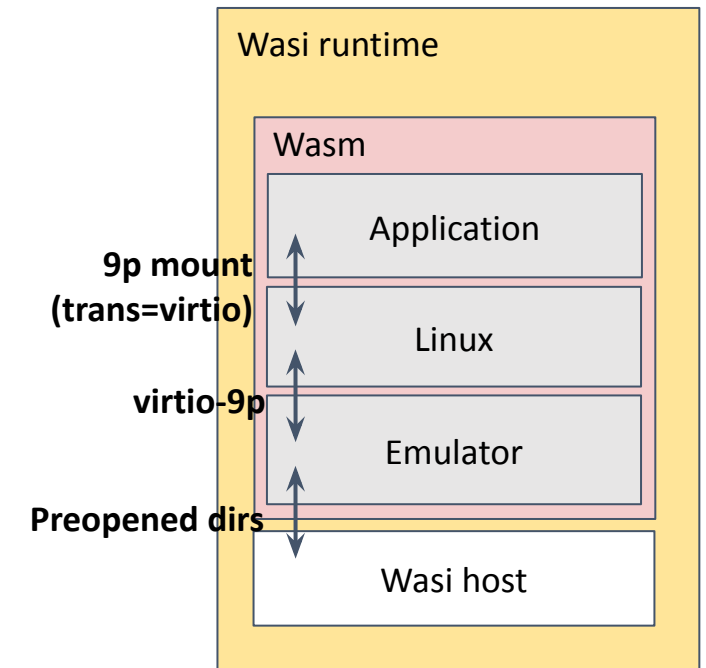 Wasi runtime
Wasm
Application
9p mount
(trans=virtio)
Linux
virtio-9p
Emulator
Preopened dirs
Wasi host